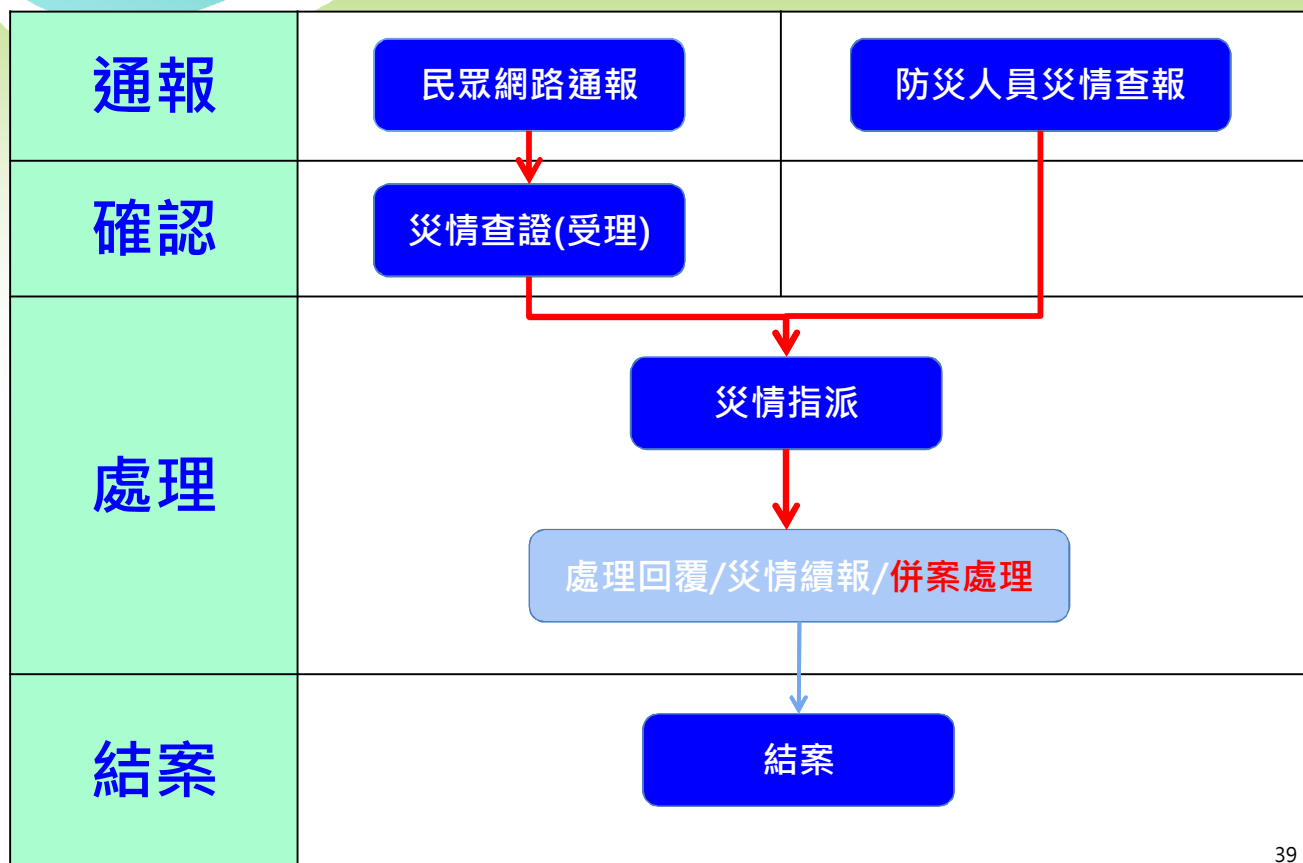 通報
民眾網路通報
防災人員災情查報
確認
災情查證(受理)
處理
災情指派
處理回覆/災情續報/併案處理
結案
結案
39